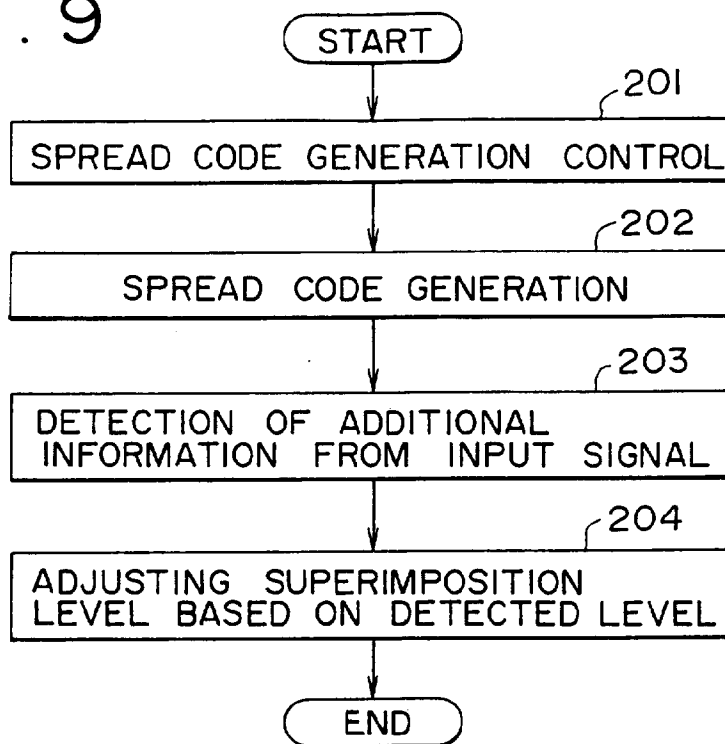 . 9
START
201
SPREAD CODE GENERATION CONTROL
202
SPREAD CODE GENERATION
203
DETECTION OF ADDITIONAL
INFORMATION FROM INPUT SIGNAL
204
ADJUSTING SUPERIMPOSITION
LEVEL BASED ON DETECTED LEVEL
END